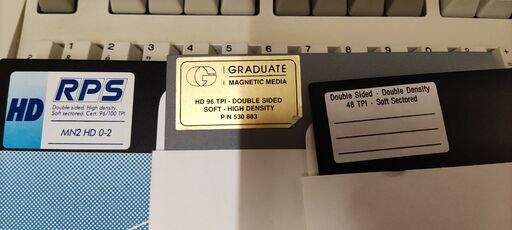 HD
RPS
Double sided. High density.
Soft sectored. Cert. 96/100 TPI
MN2 HD 0-2
GRADUATE
MAGNETIC MEDIA
HD 96 TPI - DOUBLE SIDED
SOFT - HIGH DENSITY
P/N 530 883
Double Sided - Double Density
48 TPI - Soft Sectored